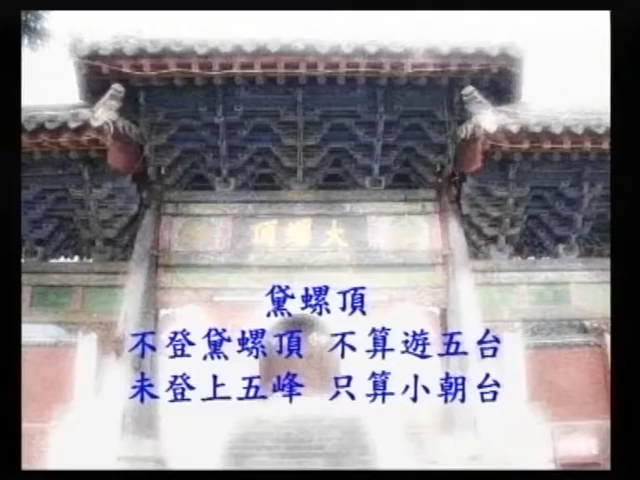 大螺頂
黛螺頂
不登黛螺頂 不算遊五台
未登上五峰 只算小朝台